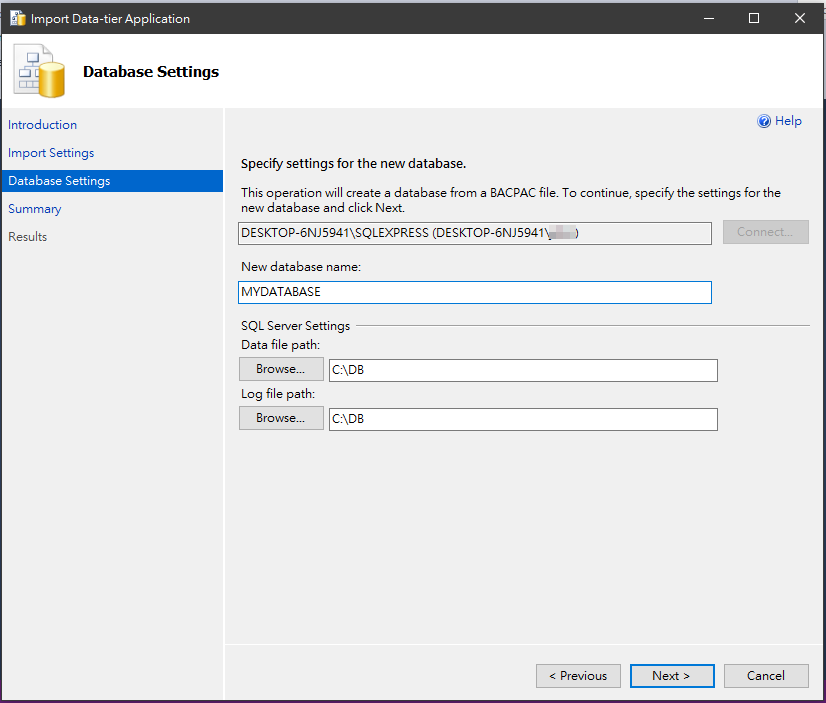 Import Data-tier Application
Database Settings
Introduction
Import Settings
Database Settings
Summary
Results
Help
Specify settings for the new database.
This operation will create a database from a BACPAC file. To continue, specify the settings for the
new database and click Next.
DESKTOP-6NJ5941\SQLEXPRESS (DESKTOP-6NJ5941\ )
Connect...
New database name:
MYDATABASE
SQL Server Settings
Data file path:
Browse...
C:\DB
Log file path:
Browse...
C:\DB
< Previous
Next >
Cancel